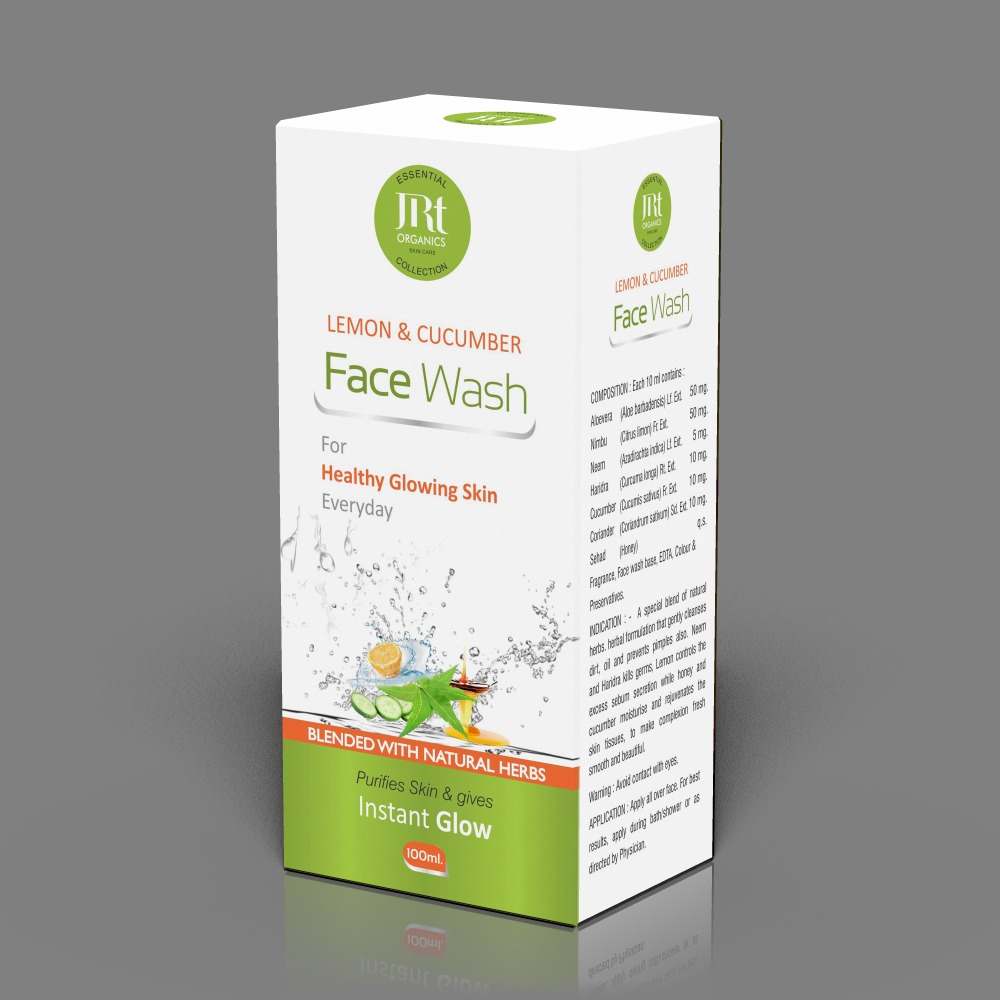 ESSENTIAL
JRt
ORGANICS
SKIN CARE
COLLECTION
LEMON & CUCUMBER
Face Wash
For
Healthy Glowing Skin
Everyday
BLENDED WITH NATURAL HERBS
Purifies Skin & gives
Instant Glow
100ml.
ESSENTIAL
JRt
ORGANICS
SKIN CARE
COLLECTION
LEMON & CUCUMBER
Face Wash
COMPOSITION : Each 10 ml contains :
Aloevera (Aloe barbadensis) Lf. Ext. 50 mg.
Nimbu (Citrus limon) Fr. Ext. 50 mg.
Neem (Azadirachta indica) Lf. Ext. 5 mg.
Haridra (Curcuma longa) Rt. Ext. 10 mg.
Cucumber (Cucumis sativus) Fr. Ext. 10 mg.
Coriander (Coriandrum sativum) Sd. Ext. 10 mg.
Sehad (Honey) q.s.
Fragrance, Face wash base, EDTA, Colour &
Preservatives.
INDICATION : - A special blend of natural
herbs, herbal formulation that gently cleanses
dirt, oil and prevents pimples also. Neem
and Haridra kills germs, Lemon controls the
excess sebum secretion while honey and
cucumber moisturise and rejuvenates the
skin tissues, to make complexion fresh
smooth and beautiful.
Warning : Avoid contact with eyes.
APPLICATION : Apply all over face. For best
results, apply during bath/shower or as
directed by Physician.